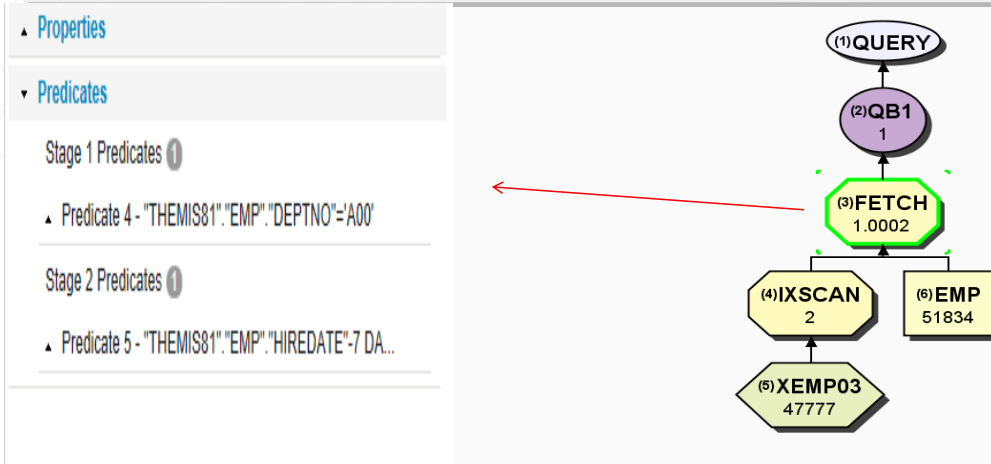 Properties
Predicates
Stage 1 Predicates 1
Predicate 4 - "THEMIS81"."EMP"."DEPTNO"='A00'
Stage 2 Predicates 1
Predicate 5 - "THEMIS81"."EMP"."HIREDATE"-7 DA...
(1)QUERY
(2)QB1
1
(3)FETCH
1.0002
(4)IXSCAN
2
(6)EMP
51834
(5)XEMP03
47777